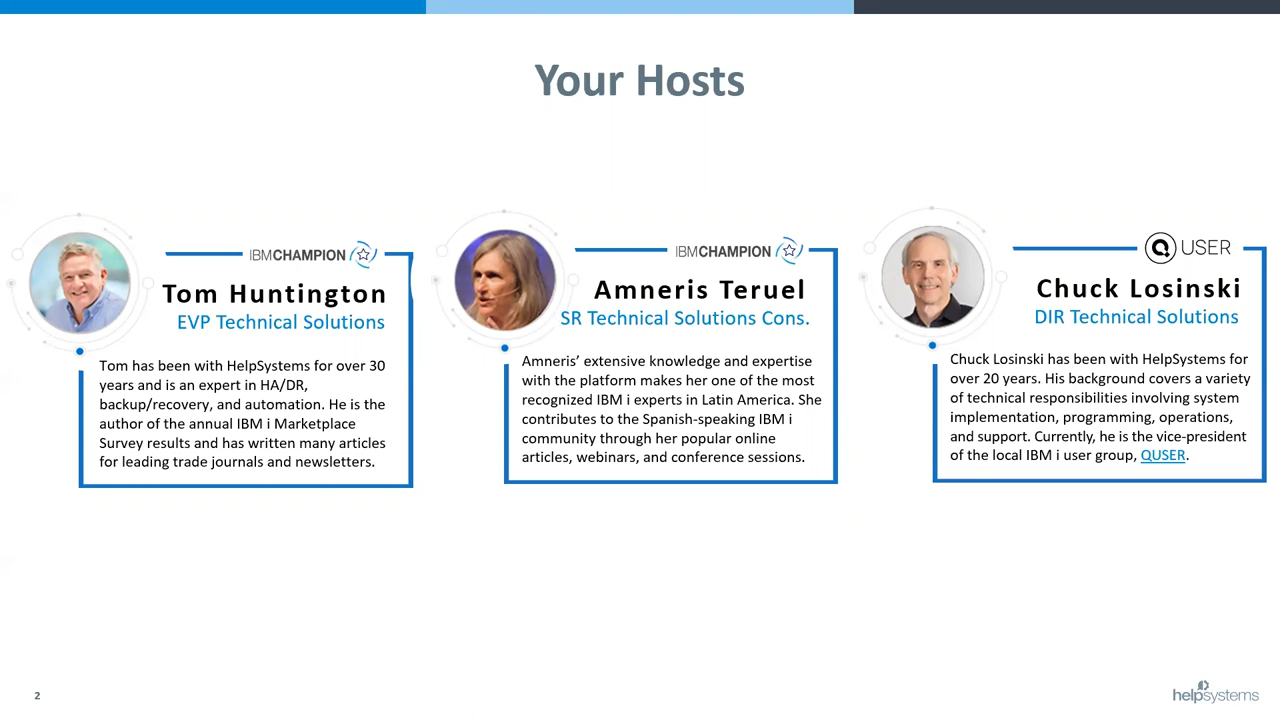 Your Hosts
IBMCHAMPION
Tom Huntington
EVP Technical Solutions
Tom has been with HelpSystems for over 30
years and is an expert in HA/DR,
backup/recovery, and automation. He is the
author of the annual IBM i Marketplace
Survey results and has written many articles
for leading trade journals and newsletters.
IBMCHAMPION
Amneris Teruel
SR Technical Solutions Cons.
Amneris’ extensive knowledge and expertise
with the platform makes her one of the most
recognized IBM i experts in Latin America. She
contributes to the Spanish-speaking IBM i
community through her popular online
articles, webinars, and conference sessions.
Q USER
Chuck Losinski
DIR Technical Solutions
Chuck Losinski has been with HelpSystems for
over 20 years. His background covers a variety
of technical responsibilities involving system
implementation, programming, operations,
and support. Currently, he is the vice-president
of the local IBM i user group, QUSER.
2
helpsystems